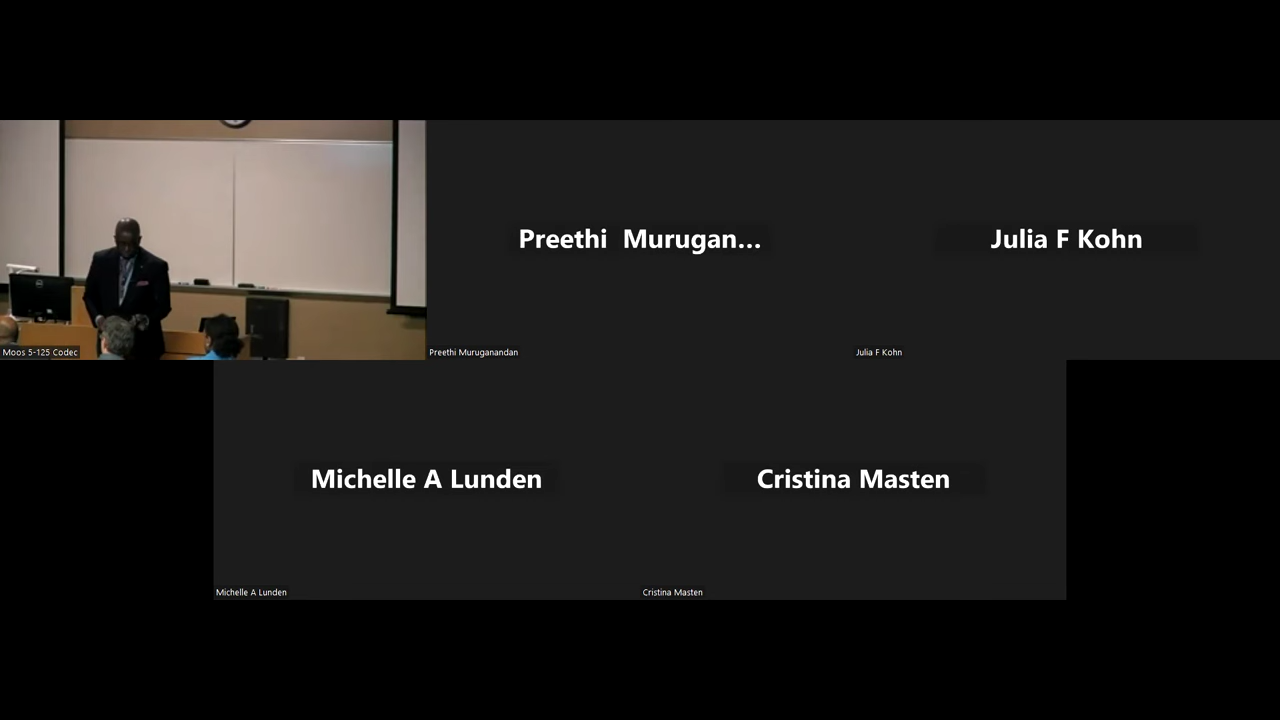 Preethi  Murugan...
Julia F Kohn
Moos 5-125 Codec
Preethi Muruganandan
Julia F Kohn
Michelle A Lunden
Cristina Masten
Michelle A Lunden
Cristina Masten